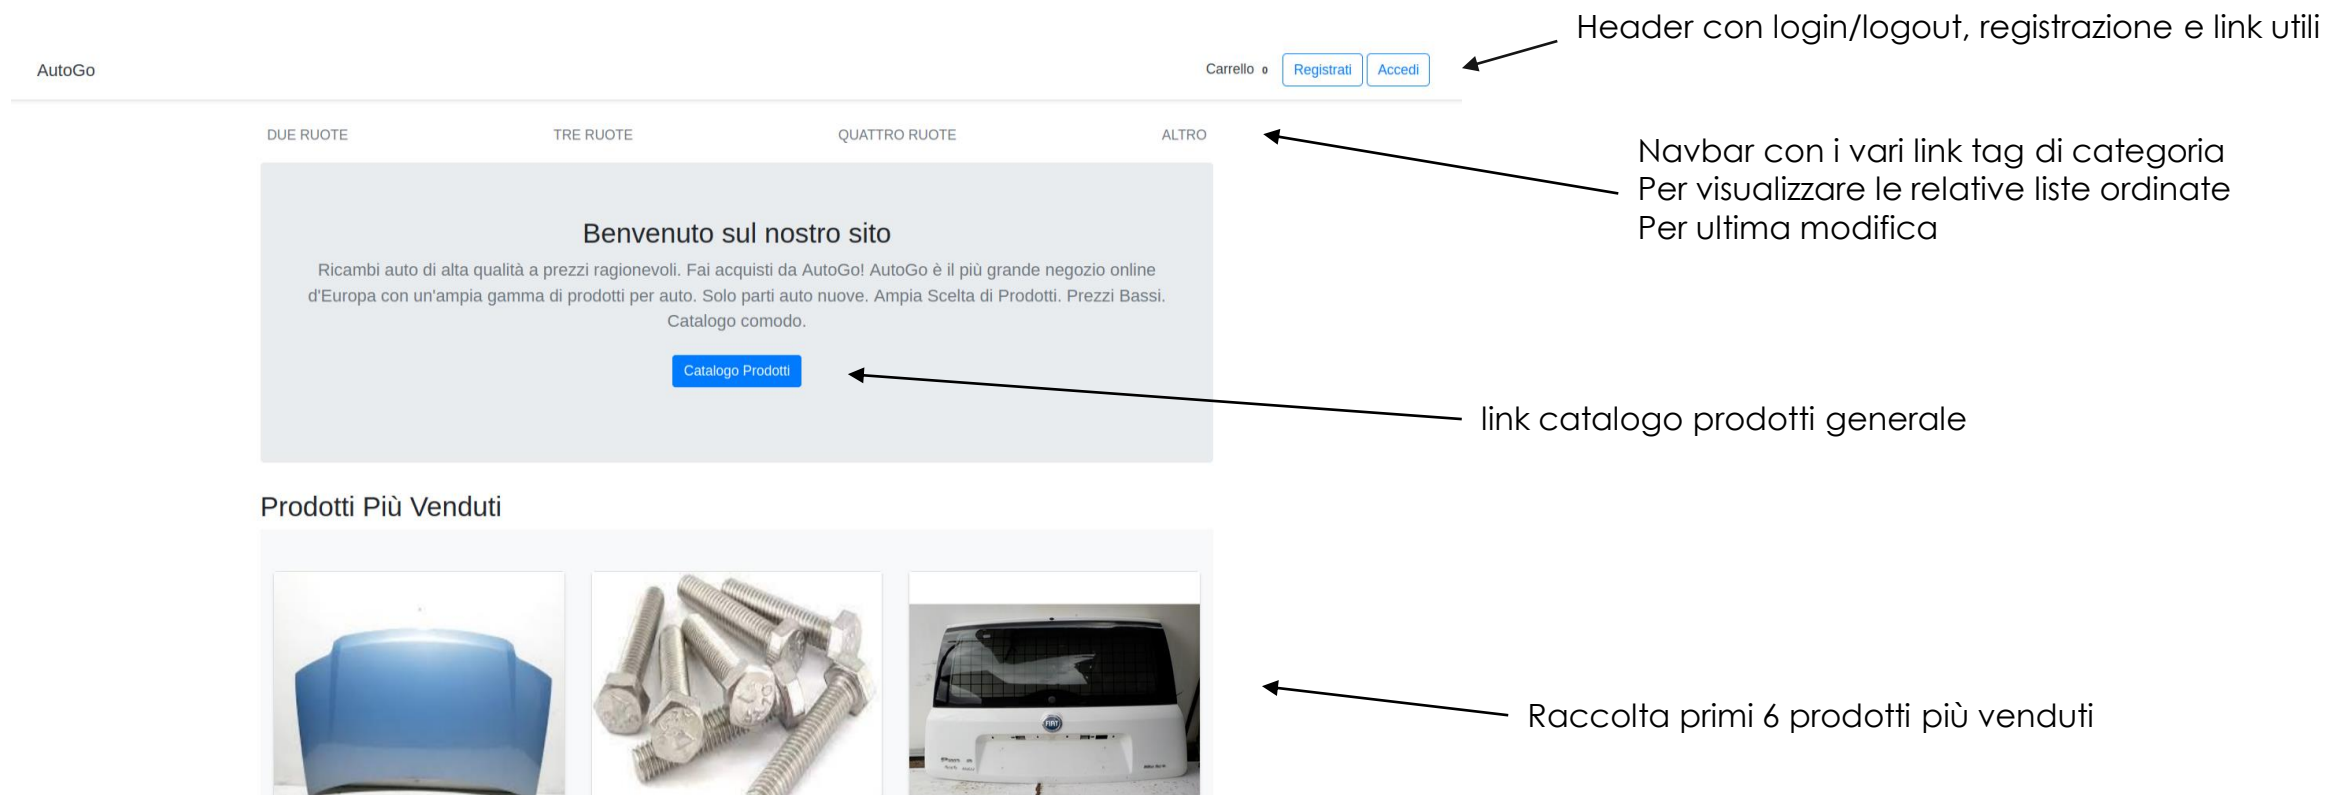 Header con login/logout, registrazione e link utili
AutoGo
Carrello 0 Registrati Accedi
DUE RUOTE TRE RUOTE QUATTRO RUOTE ALTRO
Navbar con i vari link tag di categoria
Per visualizzare le relative liste ordinate
Per ultima modifica
Benvenuto sul nostro sito
Ricambi auto di alta qualità a prezzi ragionevoli. Fai acquisti da AutoGo! AutoGo è il più grande negozio online
d'Europa con un'ampia gamma di prodotti per auto. Solo parti auto nuove. Ampia Scelta di Prodotti. Prezzi Bassi.
Catalogo comodo.
Catalogo Prodotti
link catalogo prodotti generale
Prodotti Più Venduti
FIAT
Raccolta primi 6 prodotti più venduti